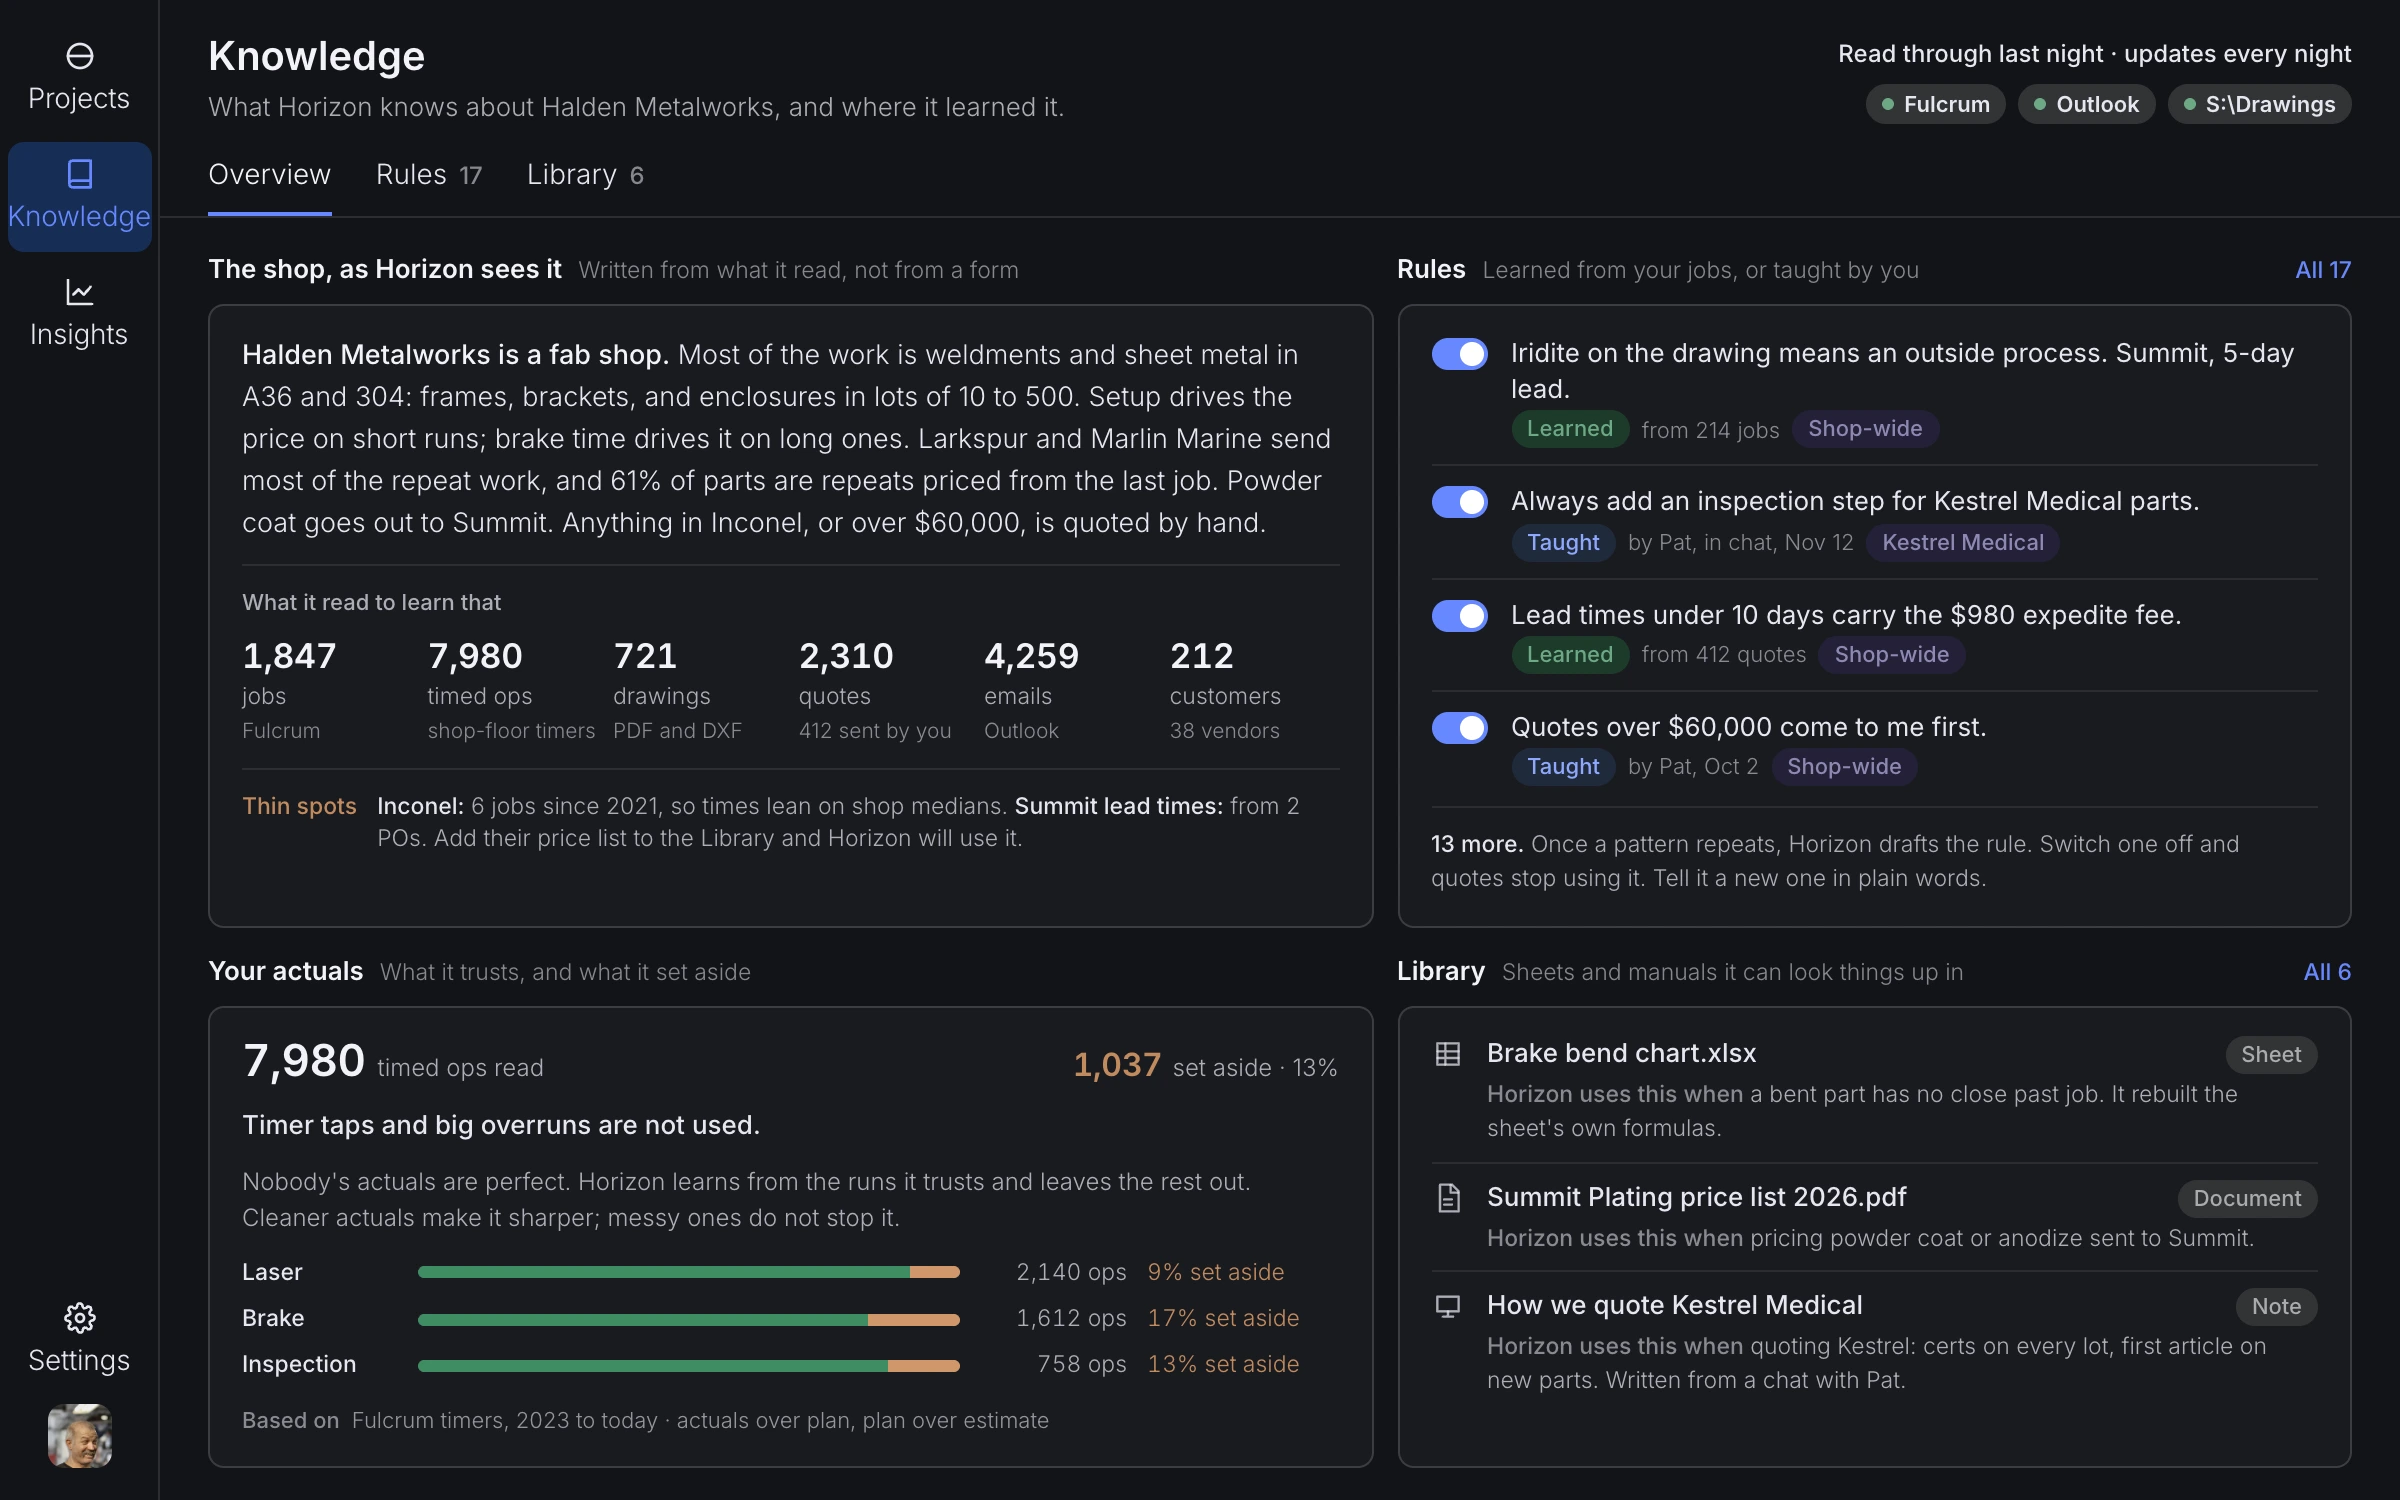 Projects
Knowledge
Insights
Settings
Knowledge
What Horizon knows about Halden Metalworks, and where it learned it.
Read through last night · updates every night
Fulcrum
Outlook
S:\Drawings
Overview
Rules 17
Library 6
The shop, as Horizon sees it Written from what it read, not from a form
Halden Metalworks is a fab shop. Most of the work is weldments and sheet metal in
A36 and 304: frames, brackets, and enclosures in lots of 10 to 500. Setup drives the
price on short runs; brake time drives it on long ones. Larkspur and Marlin Marine send
most of the repeat work, and 61% of parts are repeats priced from the last job. Powder
coat goes out to Summit. Anything in Inconel, or over $60,000, is quoted by hand.
What it read to learn that
1,847
jobs
Fulcrum
7,980
timed ops
shop-floor timers
721
drawings
PDF and DXF
2,310
quotes
412 sent by you
4,259
emails
Outlook
212
customers
38 vendors
Thin spots
Inconel: 6 jobs since 2021, so times lean on shop medians. Summit lead times: from 2
POs. Add their price list to the Library and Horizon will use it.
Rules Learned from your jobs, or taught by you
All 17
Iridite on the drawing means an outside process. Summit, 5-day
lead.
Learned from 214 jobs Shop-wide
Always add an inspection step for Kestrel Medical parts.
Taught by Pat, in chat, Nov 12 Kestrel Medical
Lead times under 10 days carry the $980 expedite fee.
Learned from 412 quotes Shop-wide
Quotes over $60,000 come to me first.
Taught by Pat, Oct 2 Shop-wide
13 more. Once a pattern repeats, Horizon drafts the rule. Switch one off and
quotes stop using it. Tell it a new one in plain words.
Your actuals What it trusts, and what it set aside
7,980 timed ops read
1,037 set aside · 13%
Timer taps and big overruns are not used.
Nobody's actuals are perfect. Horizon learns from the runs it trusts and leaves the rest out.
Cleaner actuals make it sharper; messy ones do not stop it.
Laser 2,140 ops 9% set aside
Brake 1,612 ops 17% set aside
Inspection 758 ops 13% set aside
Based on Fulcrum timers, 2023 to today · actuals over plan, plan over estimate
Library Sheets and manuals it can look things up in
All 6
Brake bend chart.xlsx
Sheet
Horizon uses this when a bent part has no close past job. It rebuilt the
sheet's own formulas.
Summit Plating price list 2026.pdf
Document
Horizon uses this when pricing powder coat or anodize sent to Summit.
How we quote Kestrel Medical
Note
Horizon uses this when quoting Kestrel: certs on every lot, first article on
new parts. Written from a chat with Pat.